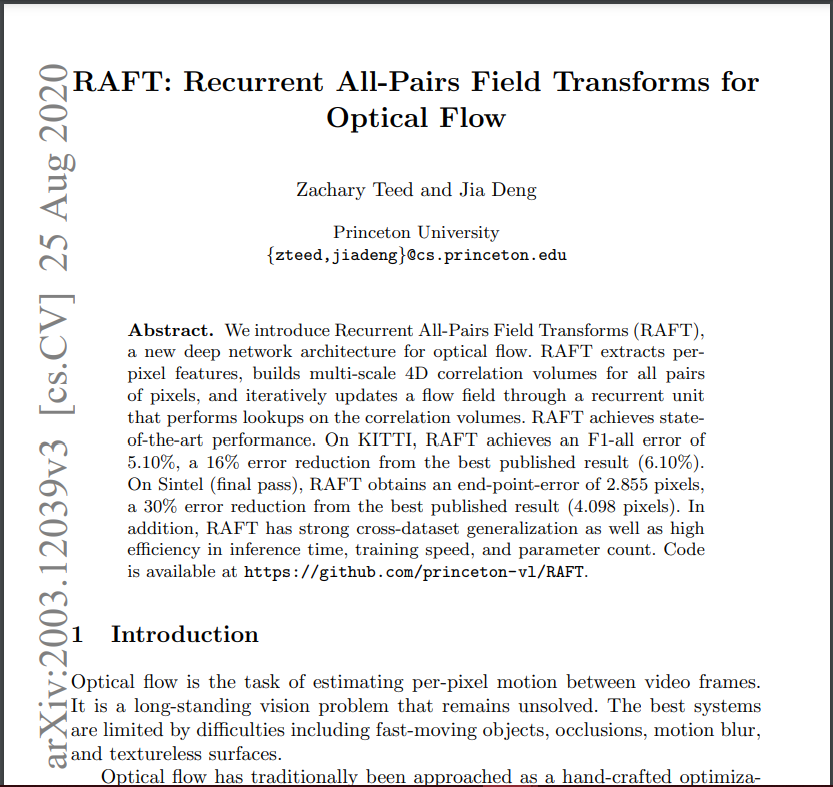 RAFT: Recurrent All-Pairs Field Transforms for
Optical Flow
Zachary Teed and Jia Deng
Princeton University
{zteed,jiadeng}@cs.princeton.edu
Abstract. We introduce Recurrent All-Pairs Field Transforms (RAFT),
a new deep network architecture for optical flow. RAFT extracts per-
pixel features, builds multi-scale 4D correlation volumes for all pairs
of pixels, and iteratively updates a flow field through a recurrent unit
that performs lookups on the correlation volumes. RAFT achieves state-
of-the-art performance. On KITTI, RAFT achieves an F1-all error of
5.10%, a 16% error reduction from the best published result (6.10%).
On Sintel (final pass), RAFT obtains an end-point-error of 2.855 pixels,
a 30% error reduction from the best published result (4.098 pixels). In
addition, RAFT has strong cross-dataset generalization as well as high
efficiency in inference time, training speed, and parameter count. Code
is available at https://github.com/princeton-vl/RAFT.
1 Introduction
Optical flow is the task of estimating per-pixel motion between video frames.
It is a long-standing vision problem that remains unsolved. The best systems
are limited by difficulties including fast-moving objects, occlusions, motion blur,
and textureless surfaces.
Optical flow has traditionally been approached as a hand-crafted optimiza-
arXiv:2003.12039v3 [cs.CV] 25 Aug 2020